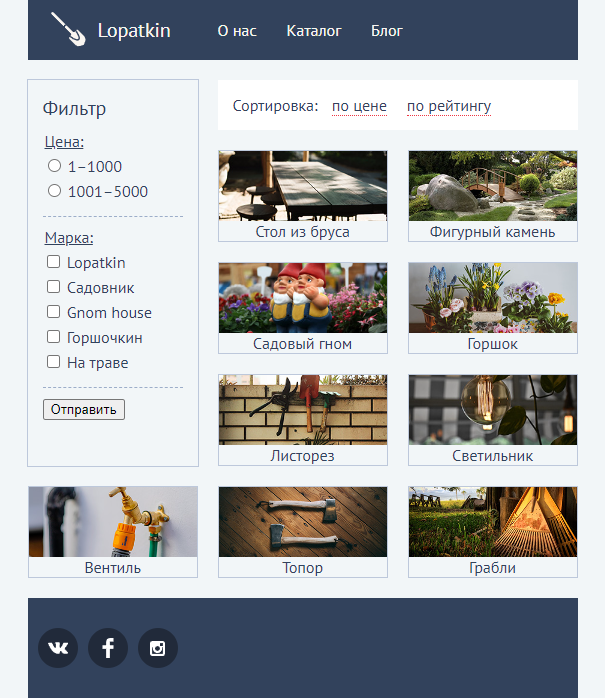 Lopatkin
О нас
Каталог
Блог
Фильтр
Цена:
1–1000
1001–5000
Марка:
Lopatkin
Садовник
Gnom house
Горшочкин
На траве
Отправить
Сортировка: по цене по рейтингу
Стол из бруса
Фигурный камень
Садовый гном
Горшок
Листорез
Светильник
Вентиль
Топор
Грабли